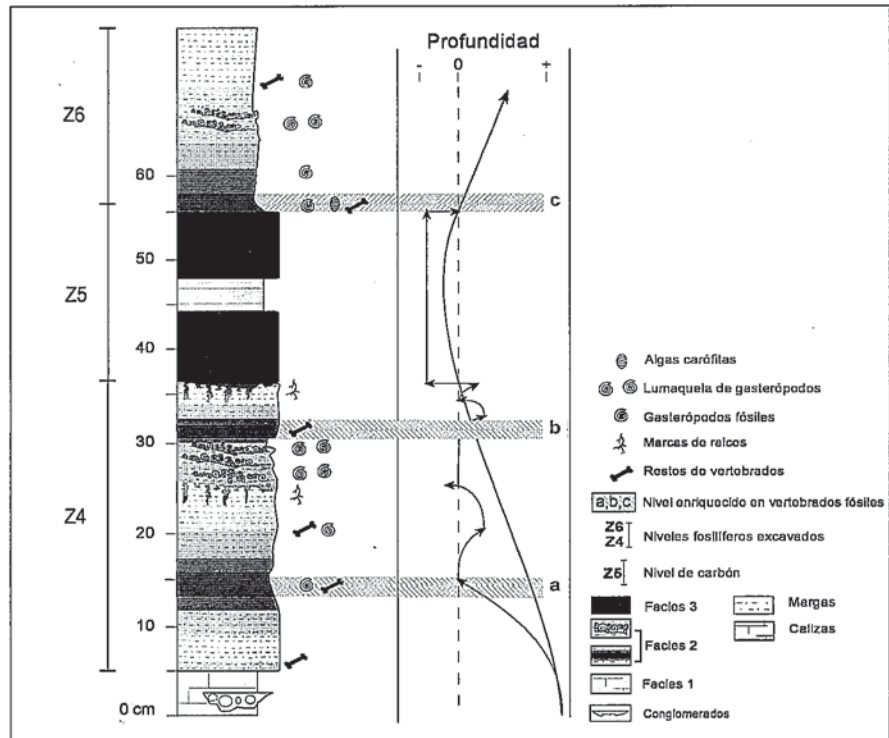 Profundidad
- 0 +
Z6
60
c
50
Z5
40
b
30
Z4
20
a
10
0 cm
Algas carófitas
Lumaquela de gasterópodos
Gasterópodos fósiles
Marcas de raíces
Restos de vertebrados
a,b,c Nivel enriquecido en vertebrados fósiles
Z6
Z4 Niveles fosilíferos excavados
Z5 Nivel de carbón
Facies 3 Margas
Facies 2 Calizas
Facies 1
Conglomerados